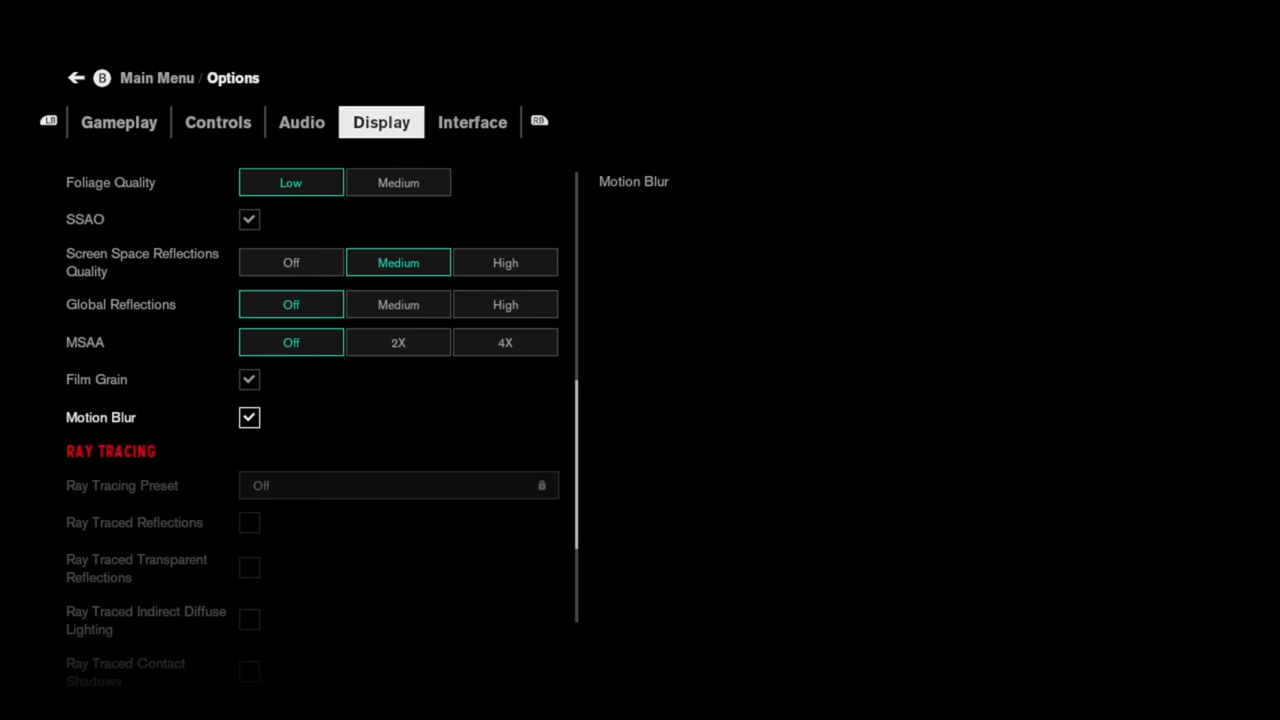 B Main Menu / Options
LB Gameplay Controls Audio Display Interface RB
Foliage Quality Low Medium
Motion Blur
SSAO
Screen Space Reflections
Quality
Off Medium High
Global Reflections Off Medium High
MSAA Off 2X 4X
Film Grain
Motion Blur
RAY TRACING
Ray Tracing Preset Off
Ray Traced Reflections
Ray Traced Transparent
Reflections
Ray Traced Indirect Diffuse
Lighting
Ray Traced Contact
Shadows